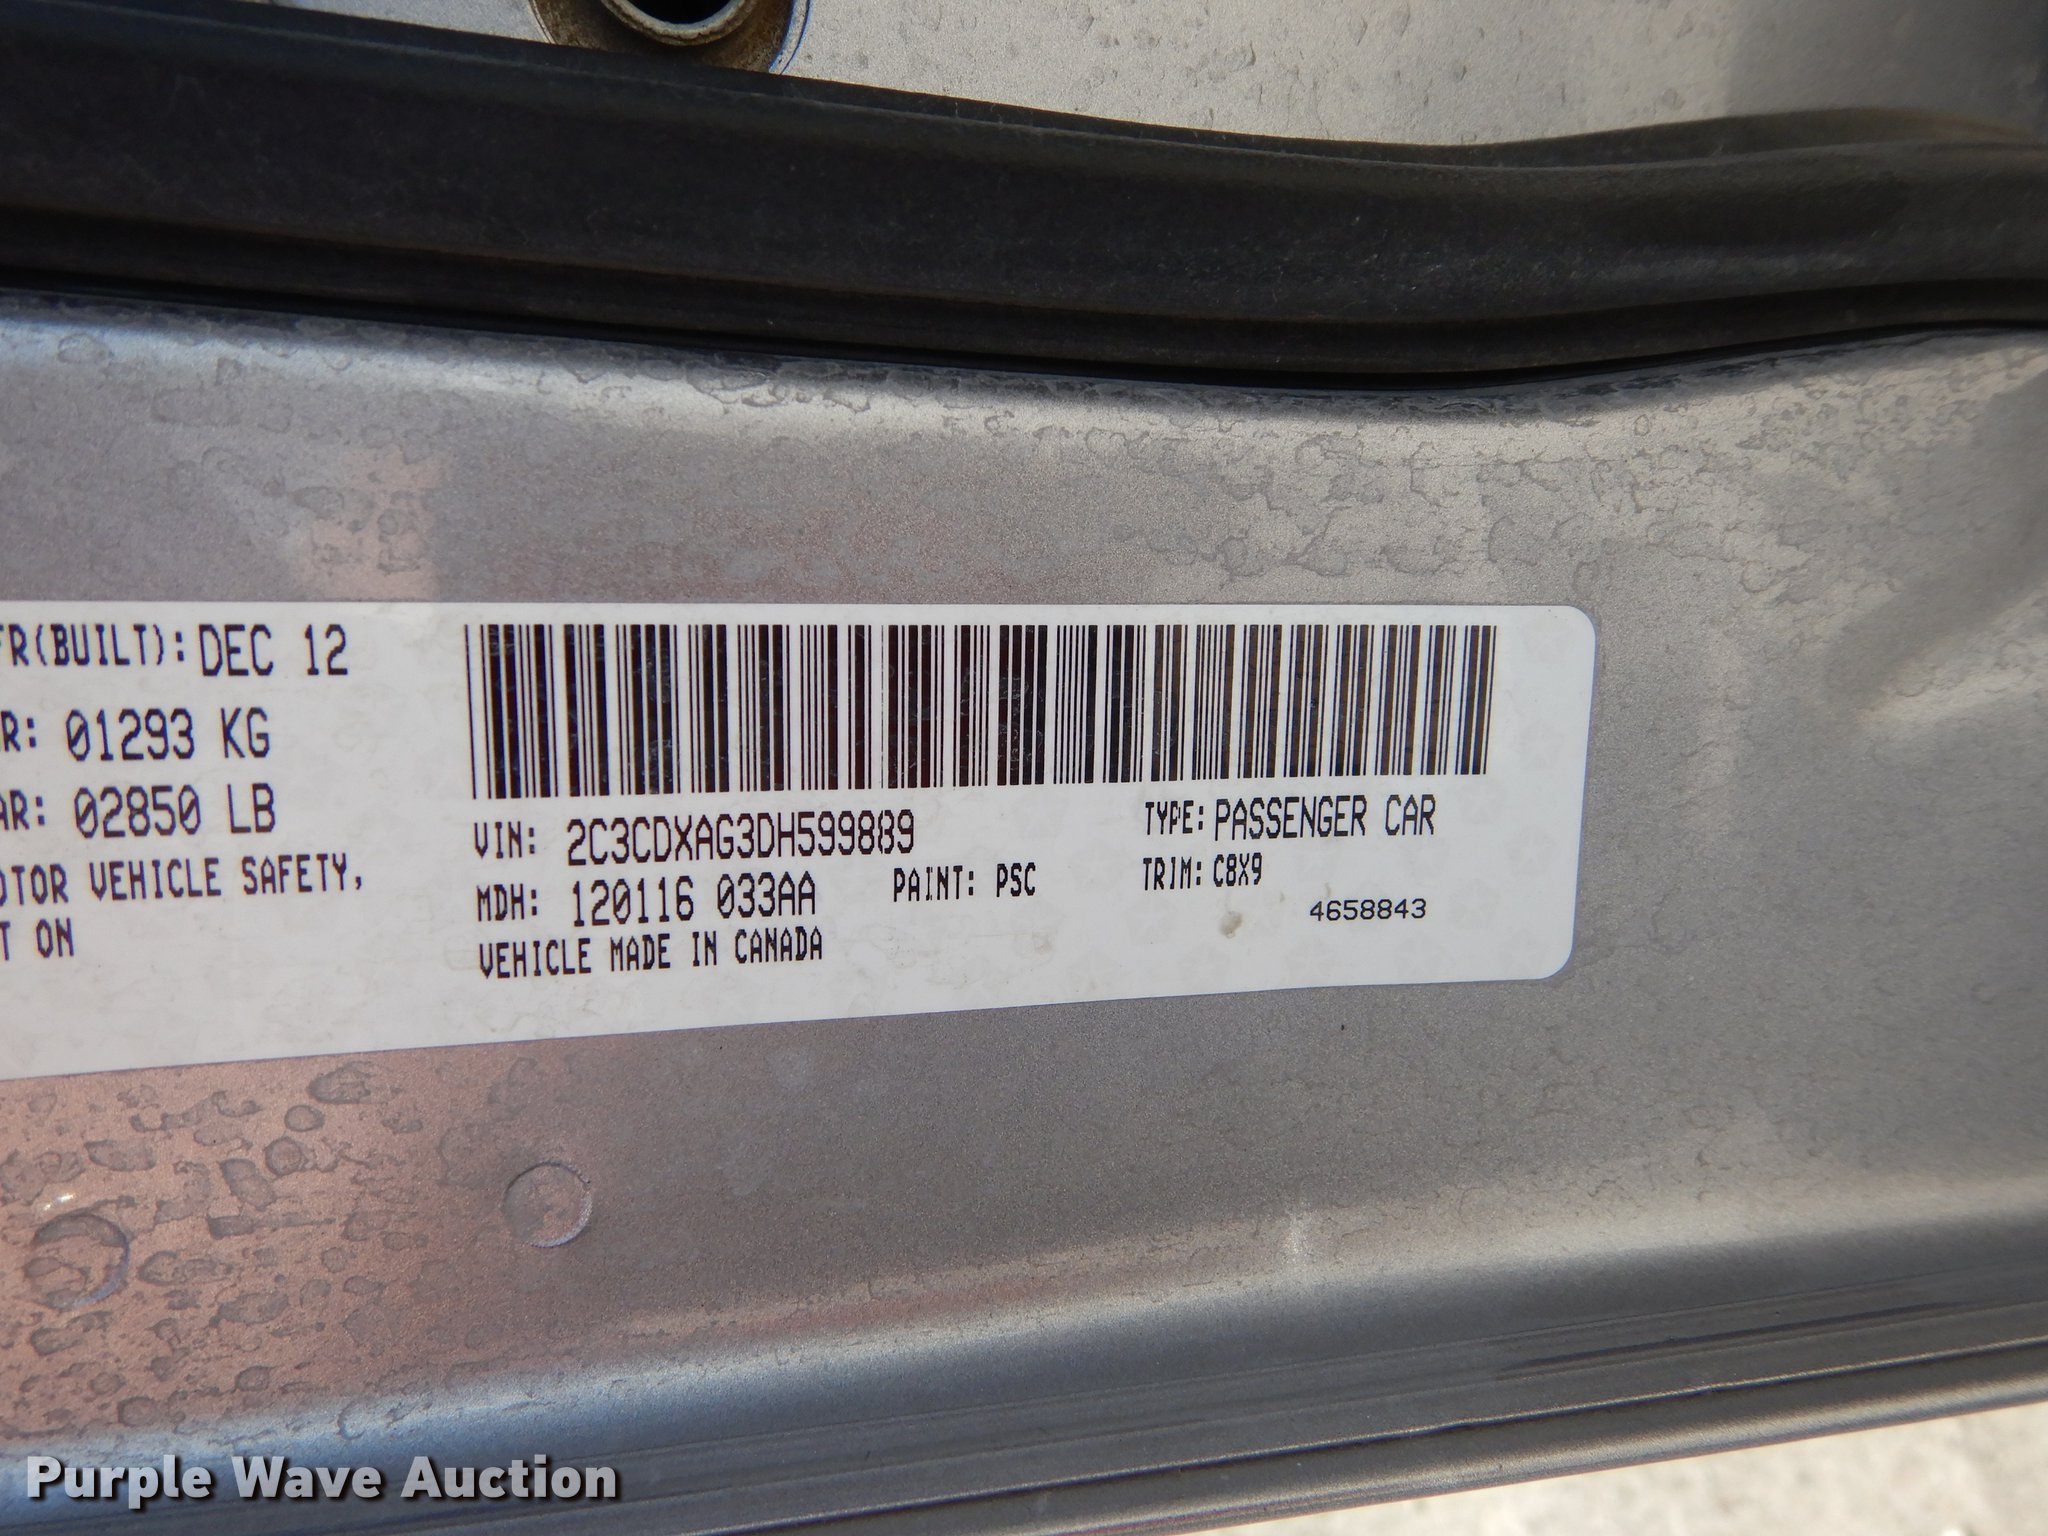 FR(BUILT): DEC 12
R: 01293 KG
AR: 02850 LB
OTOR VEHICLE SAFETY,
T ON
VIN: 2C3CDXAG3DH599889
TYPE: PASSENGER CAR
MDH: 120116 033AA
PAINT: PSC
TRIM: C8X9
VEHICLE MADE IN CANADA
4658843
Purple Wave Auction